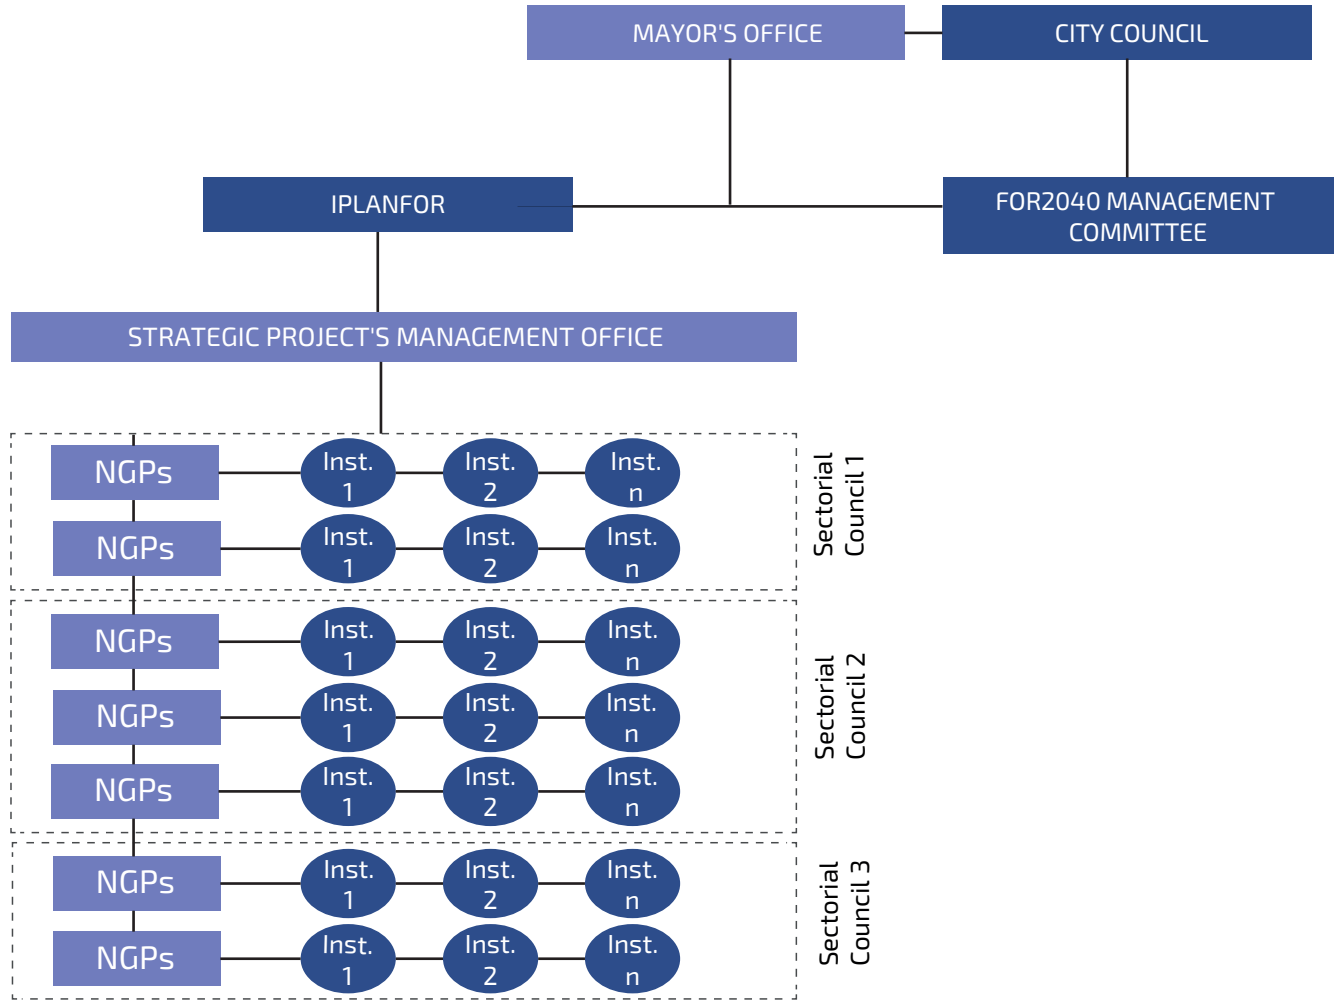 MAYOR'S OFFICE
CITY COUNCIL
IPLANFOR
FOR2040 MANAGEMENT
COMMITTEE
STRATEGIC PROJECT'S MANAGEMENT OFFICE
NGPs
Inst.
1
Inst.
2
Inst.
n
NGPs
Inst.
1
Inst.
2
Inst.
n
Sectorial
Council 1
NGPs
Inst.
1
Inst.
2
Inst.
n
NGPs
Inst.
1
Inst.
2
Inst.
n
NGPs
Inst.
1
Inst.
2
Inst.
n
Sectorial
Council 2
NGPs
Inst.
1
Inst.
2
Inst.
n
NGPs
Inst.
1
Inst.
2
Inst.
n
Sectorial
Council 3